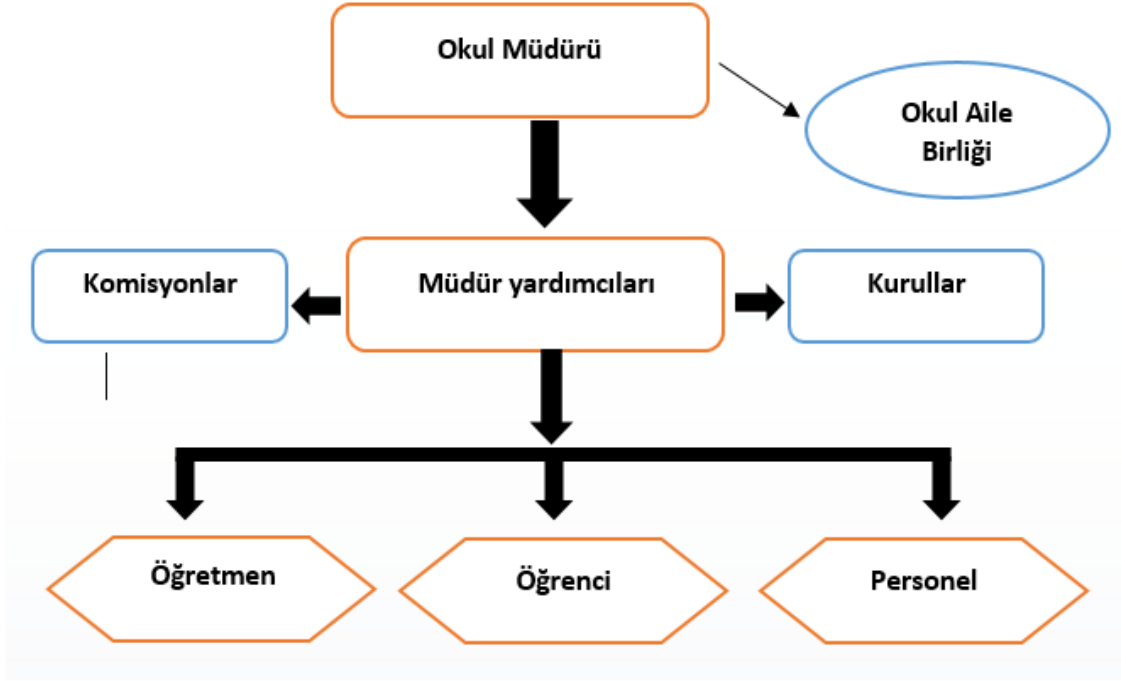 Okul Müdürü
Okul Aile
Birliği
Komisyonlar
Müdür yardımcıları
Kurullar
Öğretmen
Öğrenci
Personel